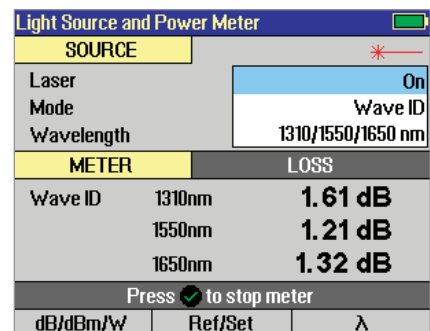 Light Source and Power Meter
SOURCE
Laser On
Mode Wave ID
Wavelength 1310/1550/1650 nm
METER LOSS
Wave ID 1310nm 1.61 dB
1550nm 1.21 dB
1650nm 1.32 dB
Press to stop meter
dB/dBm/W Ref/Set λ